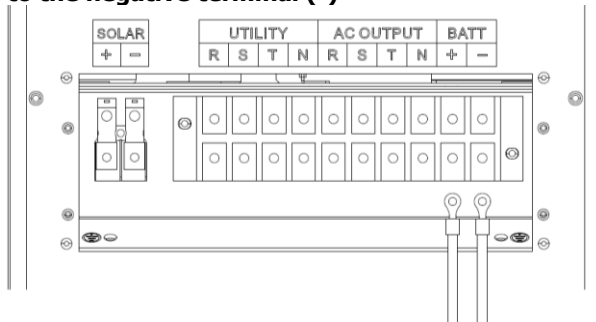 to the negative terminal (-)
SOLAR UTILITY AC OUTPUT BATT
+ - R S T N R S T N + -